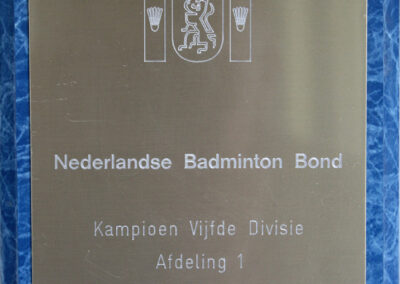 Nederlandse Badminton Bond
Kampioen Vijfde Divisie
Afdeling 1